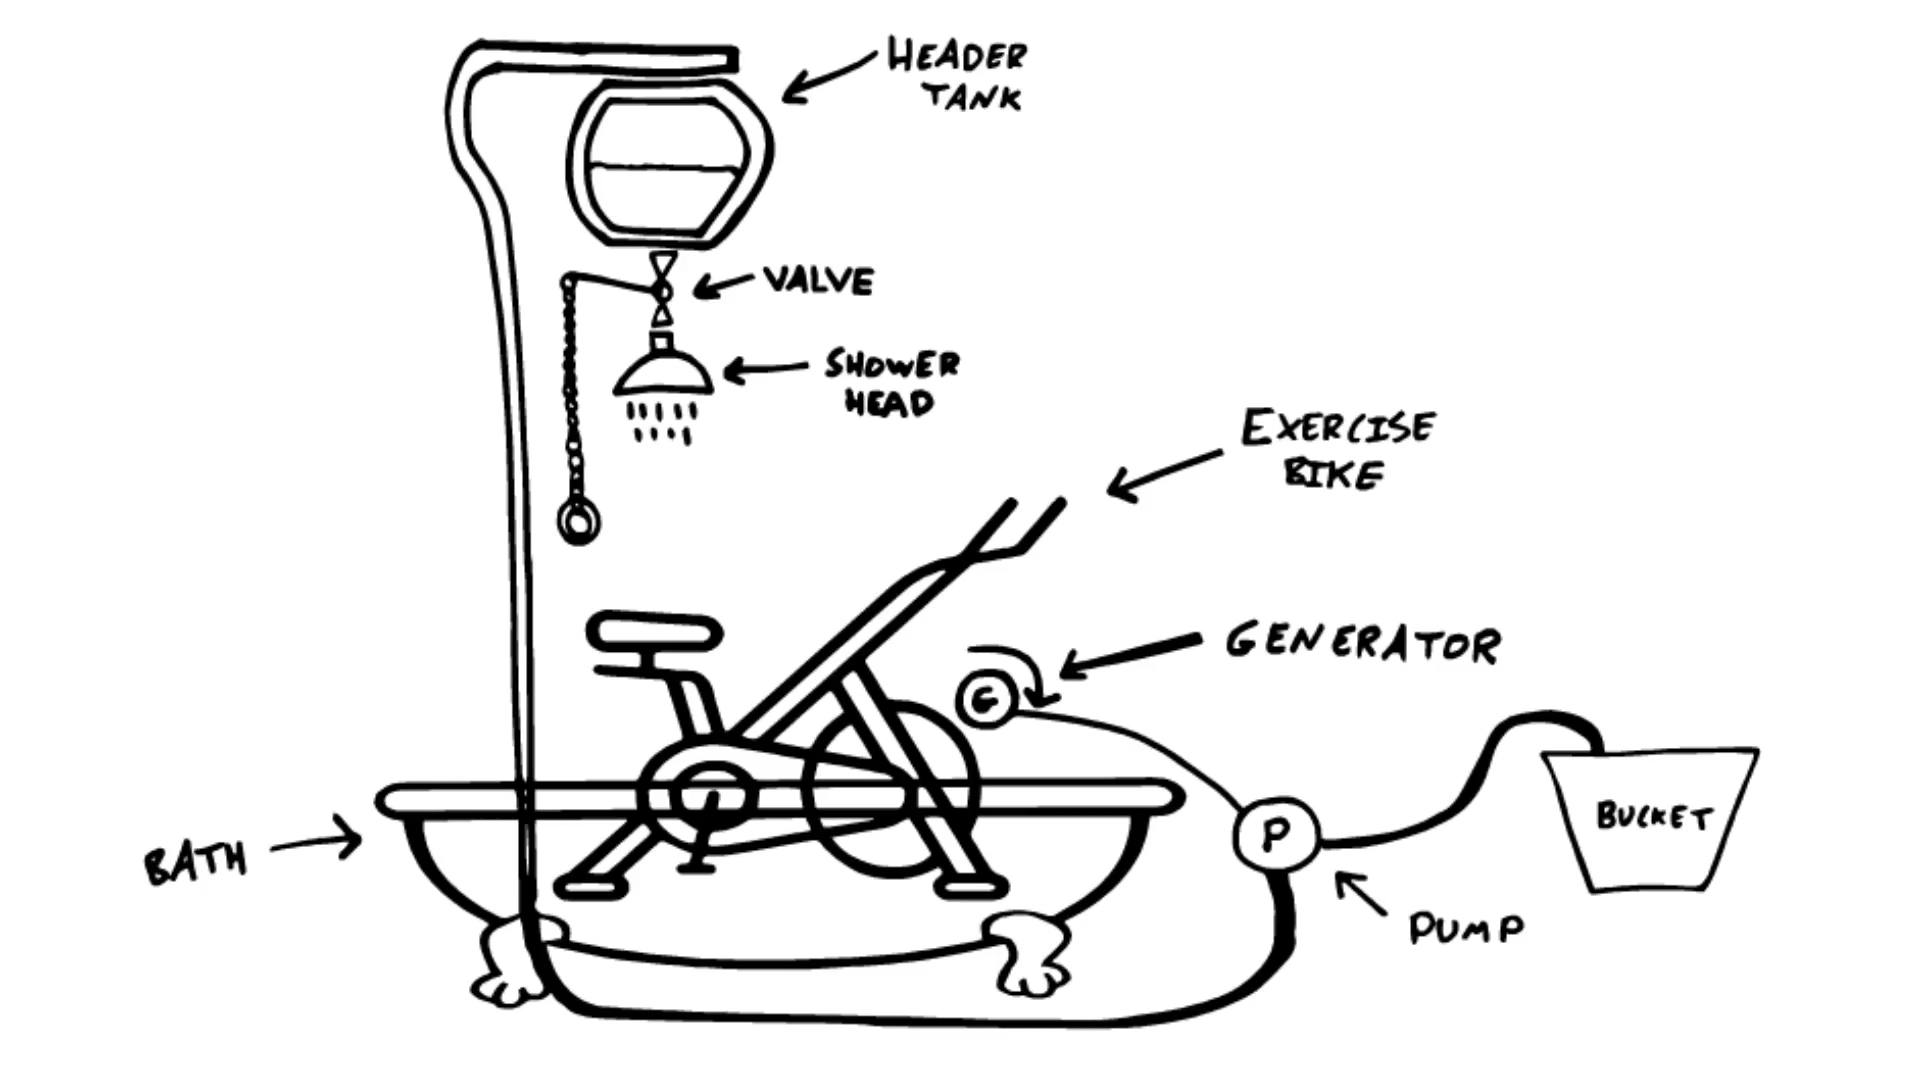 HEADER
TANK
VALVE
SHOWER
HEAD
EXERCISE
BIKE
GENERATOR
G
BATH
P
BUCKET
PUMP